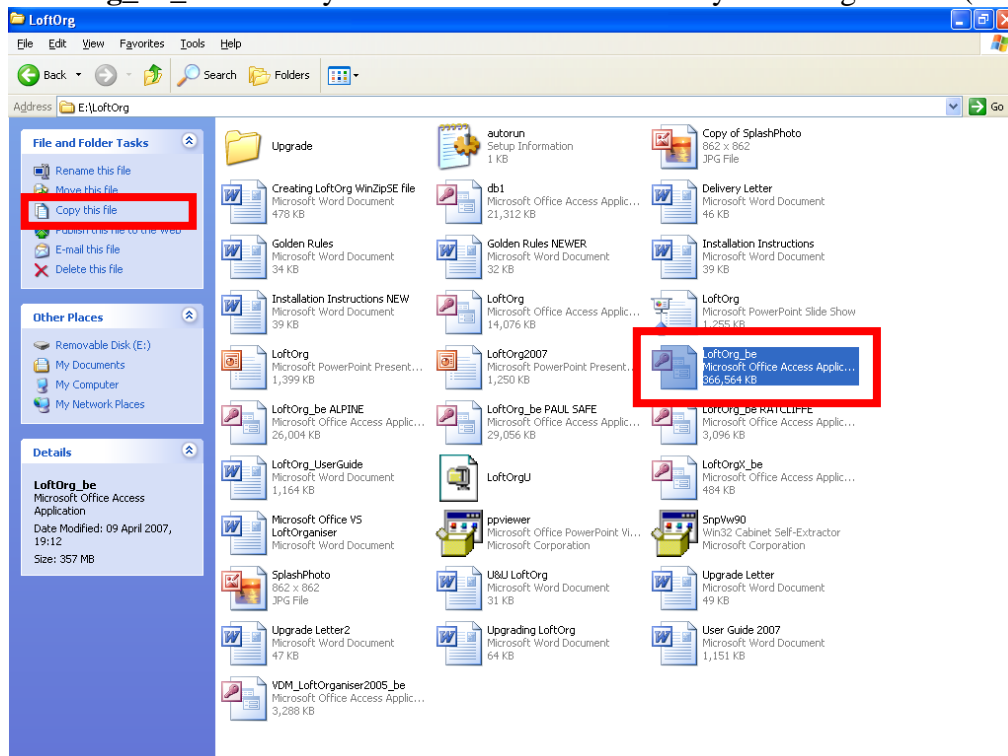 LoftOrg
File Edit View Favorites Tools Help
Back Search Folders
Address E:\LoftOrg Go
File and Folder Tasks
Rename this file
Move this file
Copy this file
Publish this file to the Web
E-mail this file
Delete this file
Other Places
Removable Disk (E:)
My Documents
My Computer
My Network Places
Details
LoftOrg_be
Microsoft Office Access
Application
Date Modified: 09 April 2007,
19:12
Size: 357 MB
Upgrade
autorun
Setup Information
1 KB
Copy of SplashPhoto
862 x 862
JPG File
Creating LoftOrg WinZipSE file
Microsoft Word Document
478 KB
db1
Microsoft Office Access Applic...
21,312 KB
Delivery Letter
Microsoft Word Document
46 KB
Golden Rules
Microsoft Word Document
34 KB
Golden Rules NEWER
Microsoft Word Document
32 KB
Installation Instructions
Microsoft Word Document
39 KB
Installation Instructions NEW
Microsoft Word Document
39 KB
LoftOrg
Microsoft Office Access Applic...
14,076 KB
LoftOrg
Microsoft PowerPoint Slide Show
1,255 KB
LoftOrg
Microsoft PowerPoint Present...
1,399 KB
LoftOrg2007
Microsoft PowerPoint Present...
1,250 KB
LoftOrg_be
Microsoft Office Access Applic...
366,564 KB
LoftOrg_be ALPINE
Microsoft Office Access Applic...
26,004 KB
LoftOrg_be PAUL SAFE
Microsoft Office Access Applic...
29,056 KB
LoftOrg_be RATCLIFFE
Microsoft Office Access Applic...
3,096 KB
LoftOrg_UserGuide
Microsoft Word Document
1,164 KB
LoftOrgU
LoftOrgX_be
Microsoft Office Access Applic...
484 KB
Microsoft Office VS
LoftOrganiser
Microsoft Word Document
ppviewer
Microsoft Office PowerPoint Vi...
Microsoft Corporation
SnpVw90
Win32 Cabinet Self-Extractor
Microsoft Corporation
SplashPhoto
862 x 862
JPG File
U&U LoftOrg
Microsoft Word Document
31 KB
Upgrade Letter
Microsoft Word Document
49 KB
Upgrade Letter2
Microsoft Word Document
47 KB
Upgrading LoftOrg
Microsoft Word Document
64 KB
User Guide 2007
Microsoft Word Document
1,151 KB
VDM_LoftOrganiser2005_be
Microsoft Office Access Applic...
3,288 KB